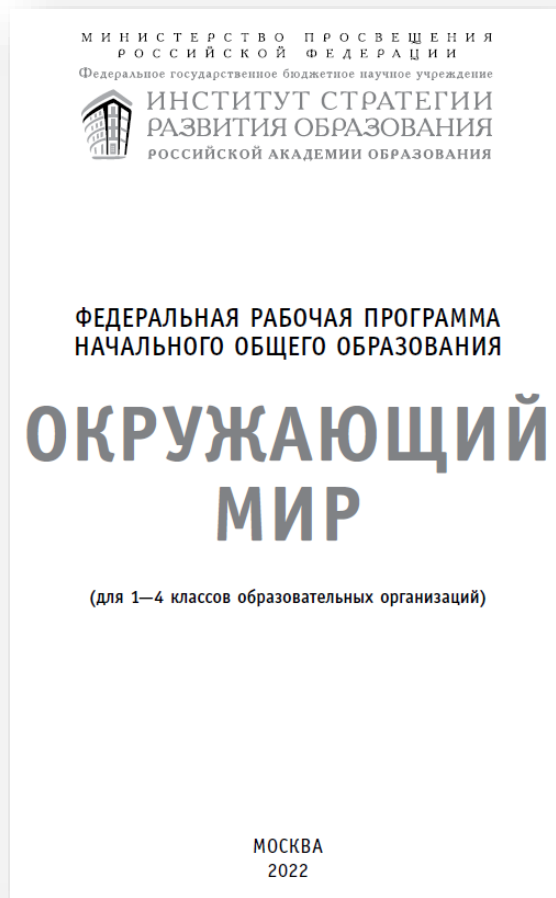 МИНИСТЕРСТВО ПРОСВЕЩЕНИЯ
РОССИЙСКОЙ ФЕДЕРАЦИИ
Федеральное государственное бюджетное научное учреждение
ИНСТИТУТ СТРАТЕГИИ
РАЗВИТИЯ ОБРАЗОВАНИЯ
РОССИЙСКОЙ АКАДЕМИИ ОБРАЗОВАНИЯ
ФЕДЕРАЛЬНАЯ РАБОЧАЯ ПРОГРАММА
НАЧАЛЬНОГО ОБЩЕГО ОБРАЗОВАНИЯ
ОКРУЖАЮЩИЙ
МИР
(для 1—4 классов образовательных организаций)
МОСКВА
2022